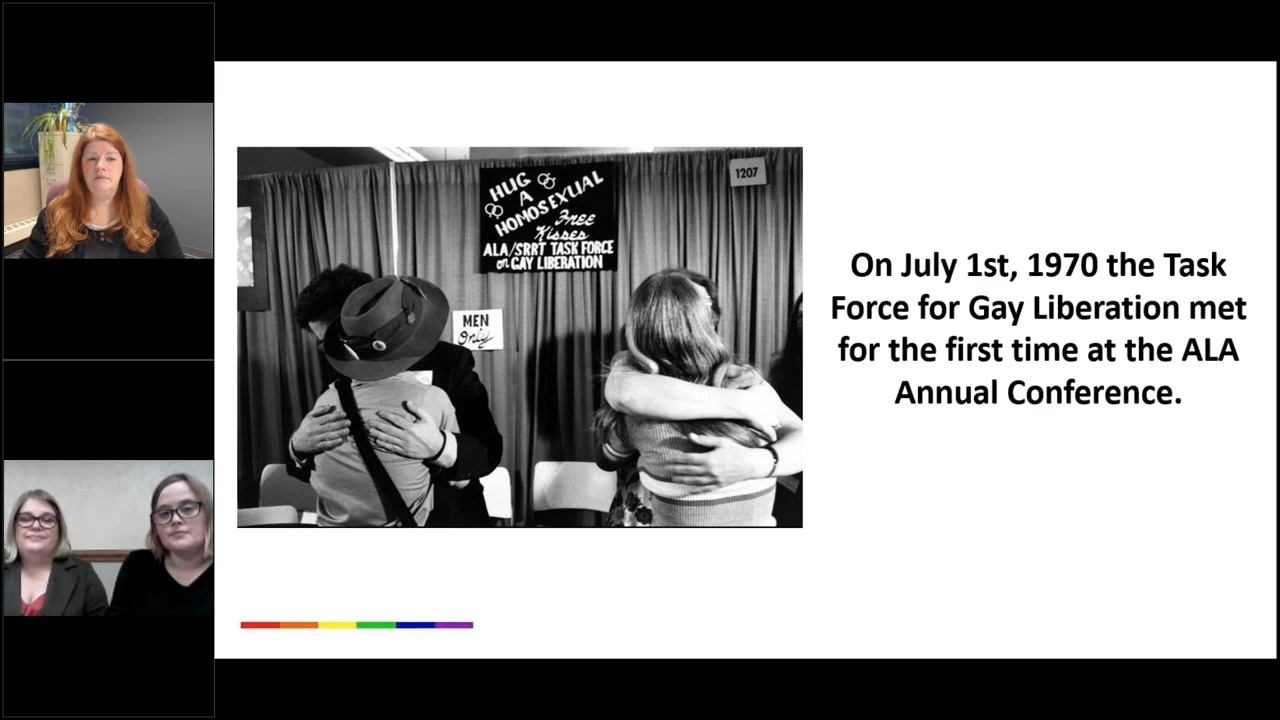 HUG
A
HOMOSEXUAL
Free
Kisses
ALA/SRRT TASK FORCE
on GAY LIBERATION
1207
MEN
Only
On July 1st, 1970 the Task
Force for Gay Liberation met
for the first time at the ALA
Annual Conference.